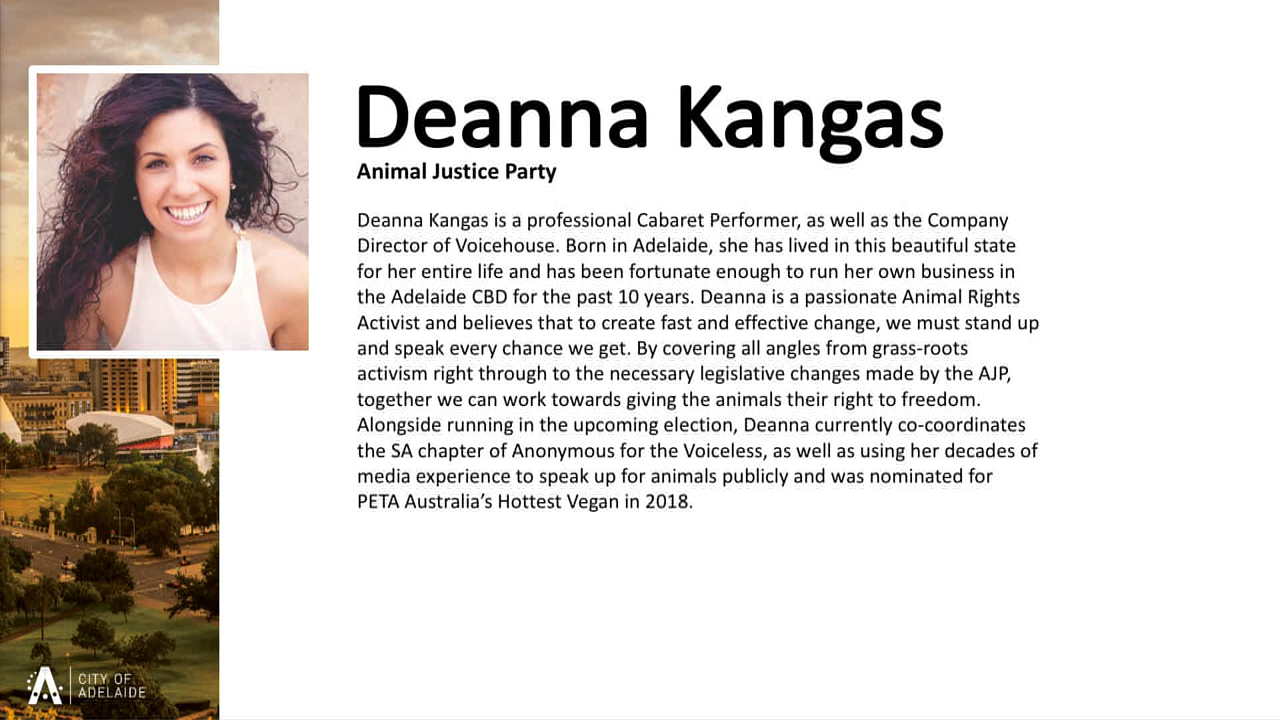 Deanna Kangas
Animal Justice Party
Deanna Kangas is a professional Cabaret Performer, as well as the Company
Director of Voicehouse. Born in Adelaide, she has lived in this beautiful state
for her entire life and has been fortunate enough to run her own business in
the Adelaide CBD for the past 10 years. Deanna is a passionate Animal Rights
Activist and believes that to create fast and effective change, we must stand up
and speak every chance we get. By covering all angles from grass-roots
activism right through to the necessary legislative changes made by the AJP,
together we can work towards giving the animals their right to freedom.
Alongside running in the upcoming election, Deanna currently co-coordinates
the SA chapter of Anonymous for the Voiceless, as well as using her decades of
media experience to speak up for animals publicly and was nominated for
PETA Australia’s Hottest Vegan in 2018.
CITY OF
ADELAIDE